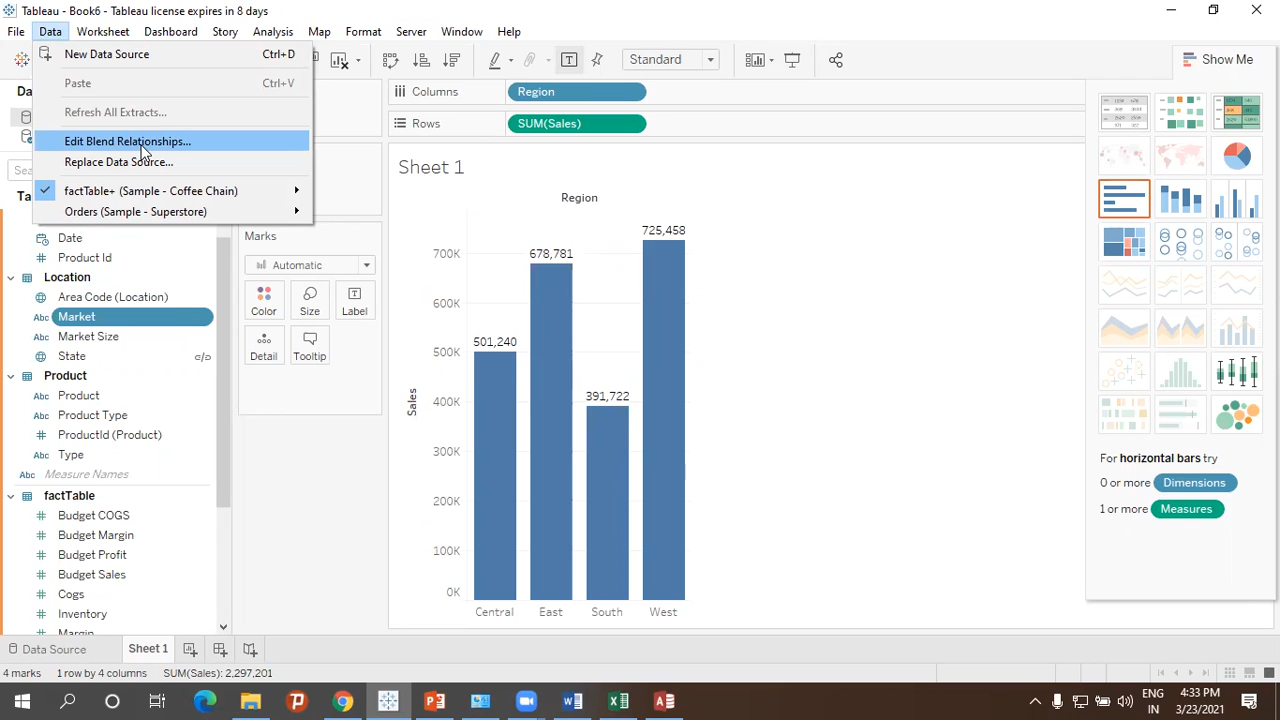 Tableau - Book6 - Tableau license expires in 8 days
File Data Worksheet Dashboard Story Analysis Map Format Server Window Help
New Data Source Ctrl+D
Paste Ctrl+V
Refresh All Extracts...
Edit Blend Relationships...
Replace Data Source...
factTable+ (Sample - Coffee Chain)
Orders (Sample - Superstore)
Standard
Show Me
Columns Region
Rows SUM(Sales)
Sheet 1
Date
Product Id
Location
Area Code (Location)
Abc Market
Abc Market Size
State
Product
Abc Product
Abc Product Type
ProductId (Product)
Abc Type
Abc Measure Names
factTable
Budget COGS
Budget Margin
Budget Profit
Budget Sales
Cogs
Inventory
Marks
Automatic
Color Size Label
Detail Tooltip
Region
Sales
700K
600K
500K
400K
300K
200K
100K
0K
501,240
678,781
391,722
725,458
Central East South West
For horizontal bars try
0 or more Dimensions
1 or more Measures
Data Source Sheet 1
4 marks 1 row by 4 columns SUM(Sales): 2,297,201
ENG
IN
4:33 PM
3/23/2021